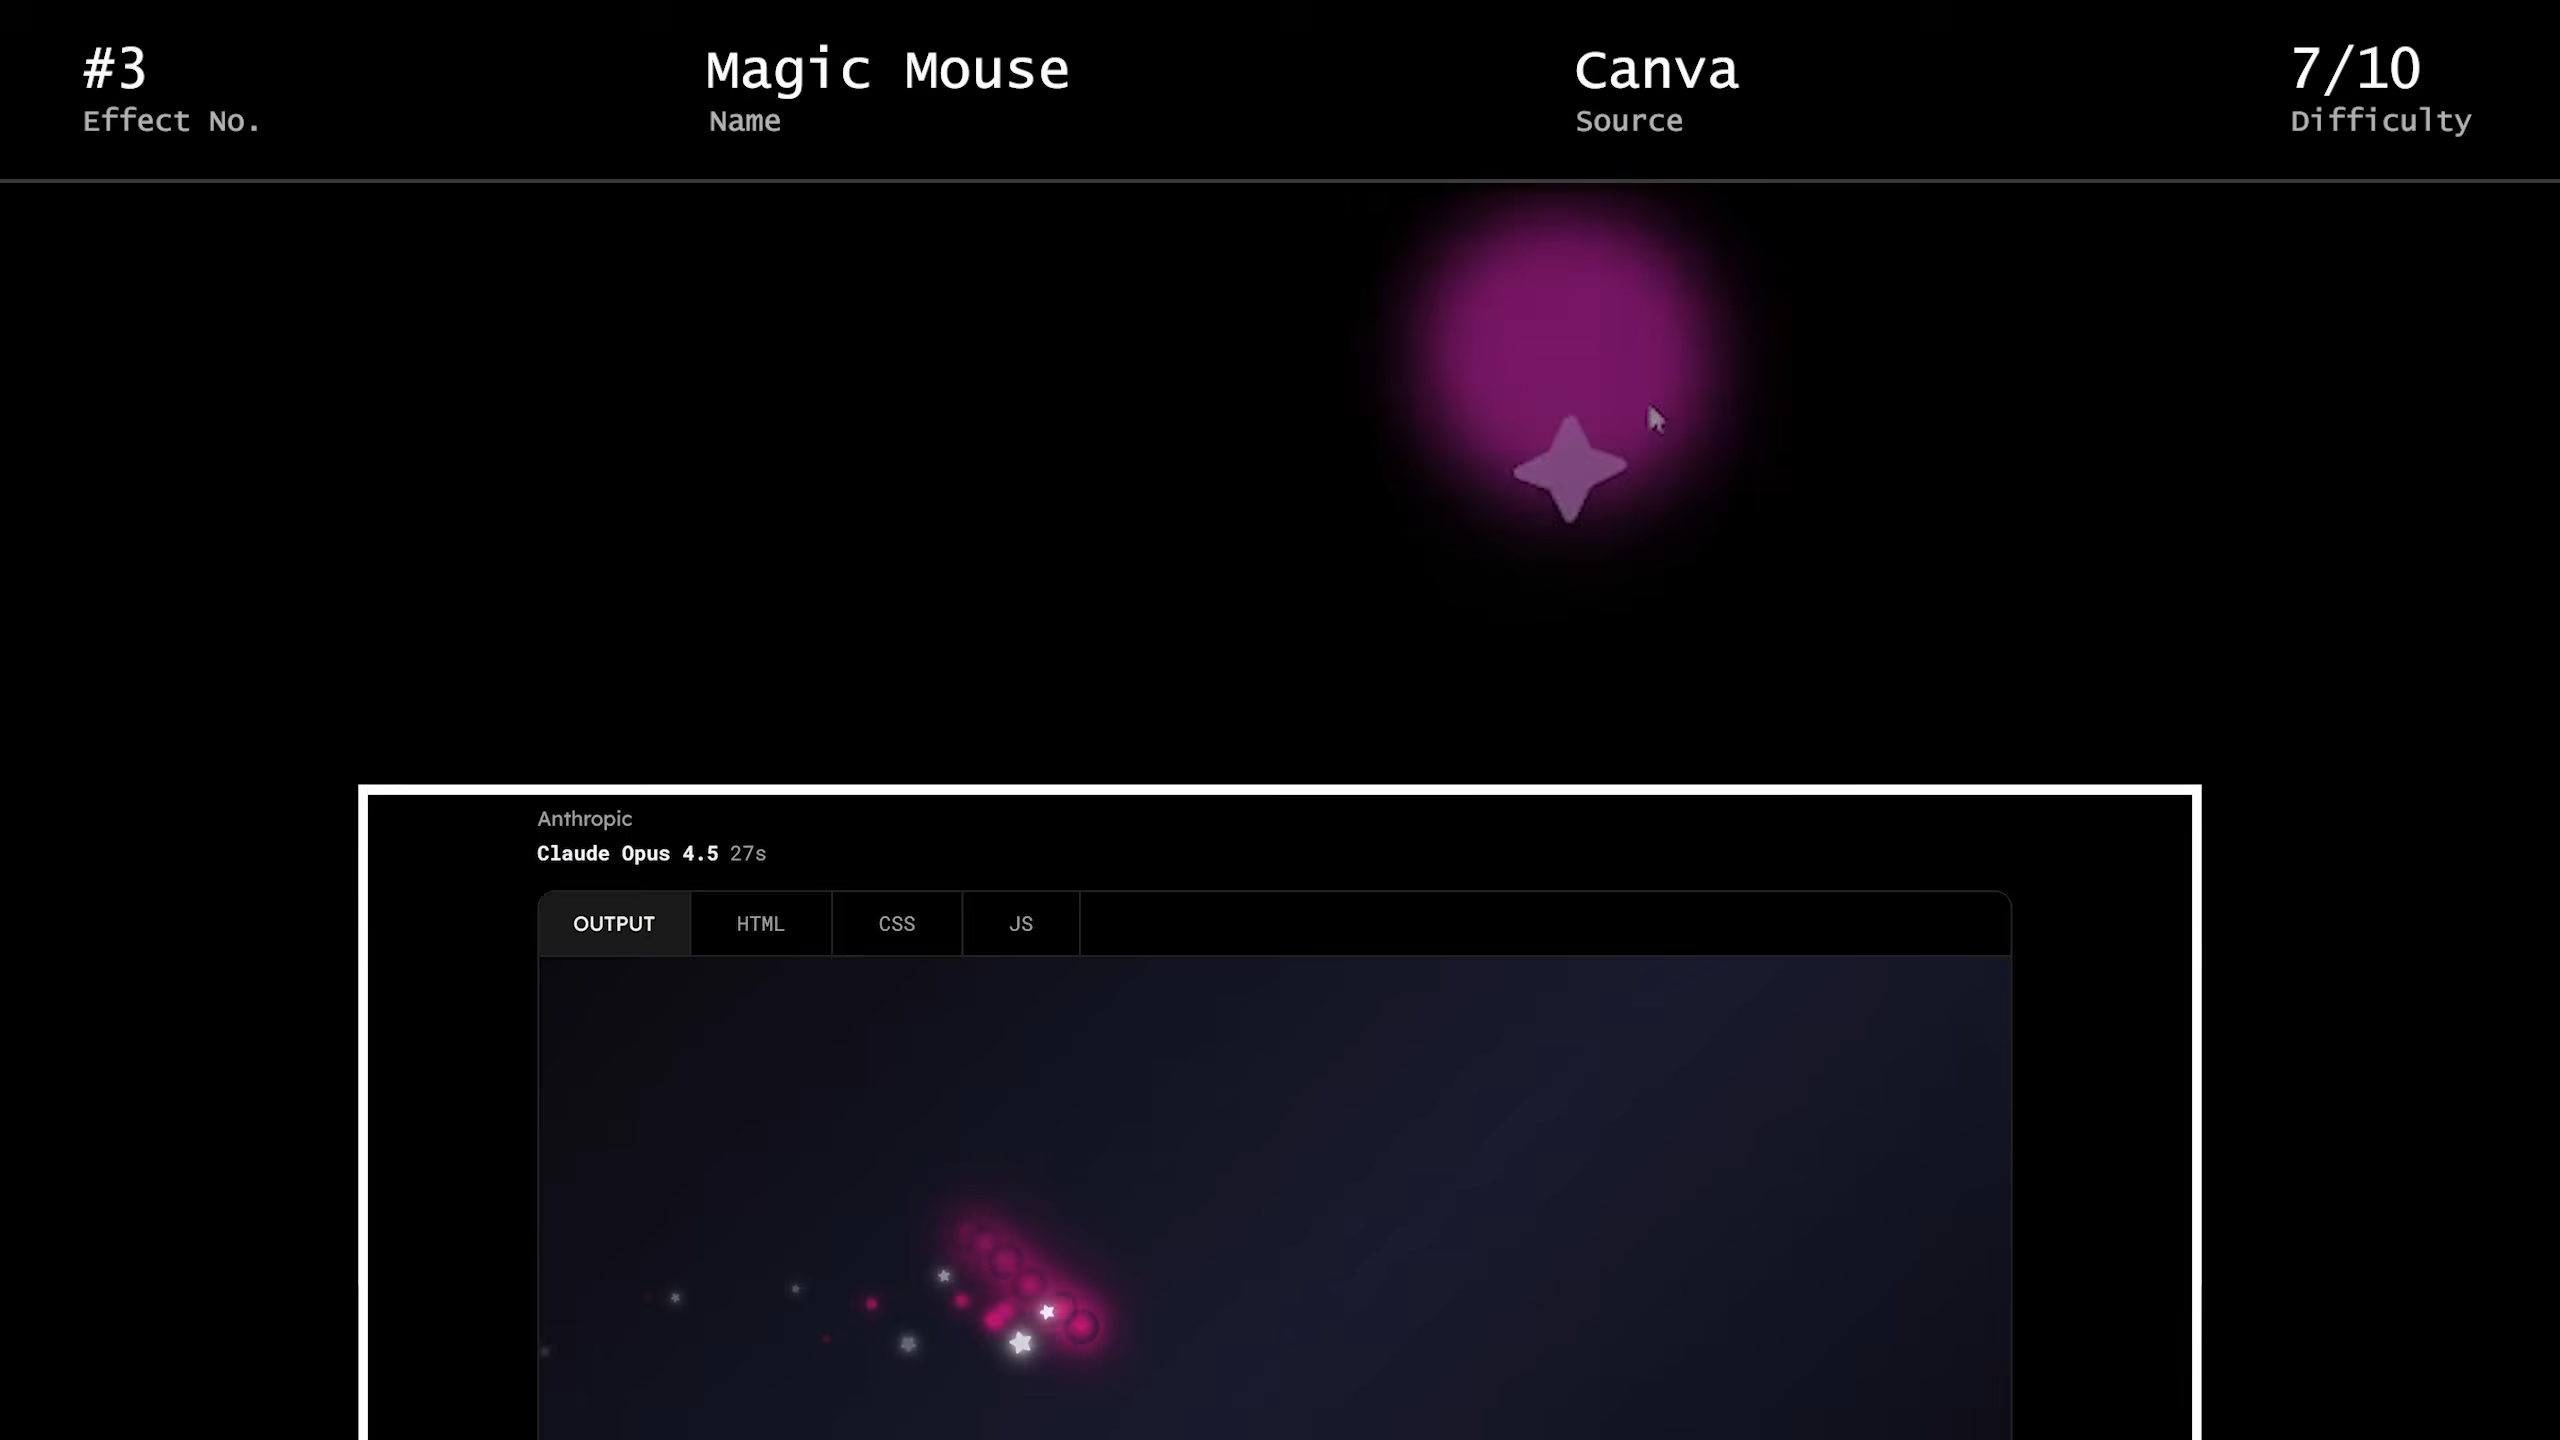 #3
Effect No.
Magic Mouse
Name
Canva
Source
7/10
Difficulty
Anthropic
Claude Opus 4.5 27s
OUTPUT HTML CSS JS